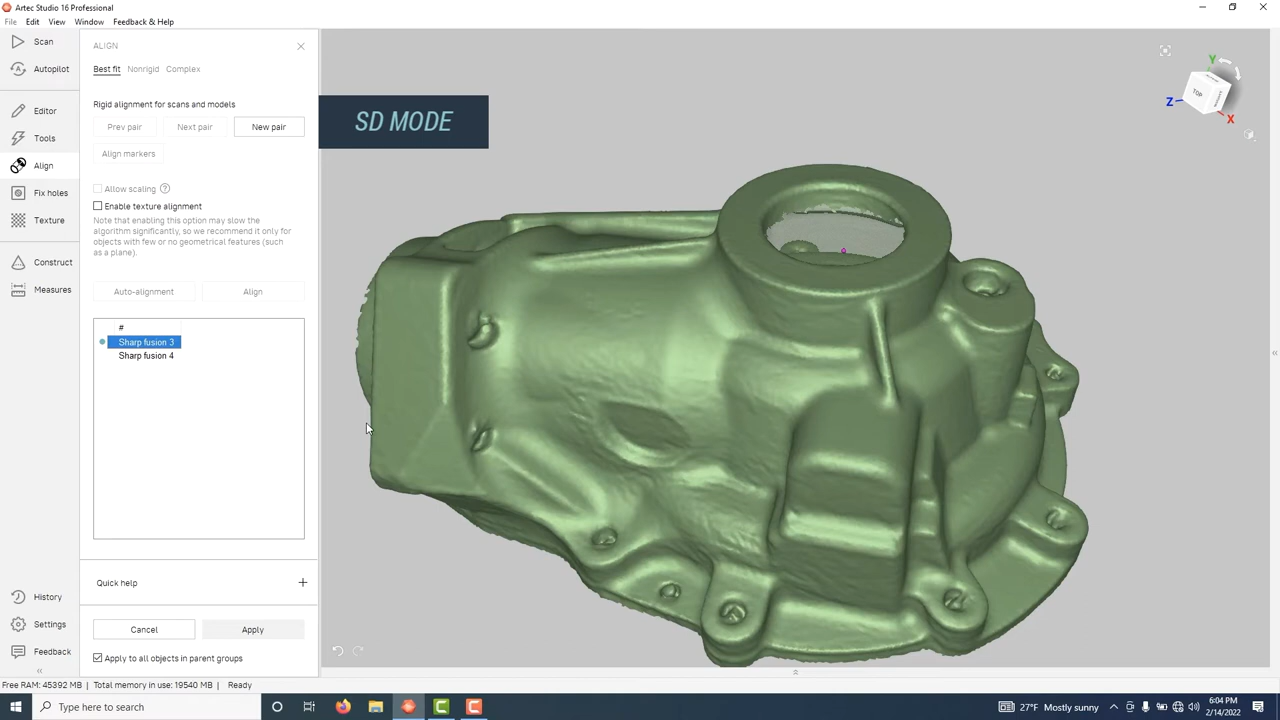 Artec Studio 16 Professional
File Edit View Window Feedback & Help
Scan
Autopilot
Editor
Tools
Align
Fix holes
Texture
Construct
Measures
History
Settings
Feedback
ALIGN
Best fit Nonrigid Complex
Rigid alignment for scans and models
Prev pair Next pair New pair
Align markers
Allow scaling ?
Enable texture alignment
Note that enabling this option may slow the
algorithm significantly, so we recommend it only for
objects with few or no geometrical features (such
as a plane).
Auto-alignment Align
#
Sharp fusion 3
Sharp fusion 4
Quick help
Cancel Apply
Apply to all objects in parent groups
SD MODE
Y
Z
TOP
X
Free RAM: 45392 MB | Total memory in use: 19540 MB | Ready
Type here to search
27°F Mostly sunny
6:04 PM
2/14/2022